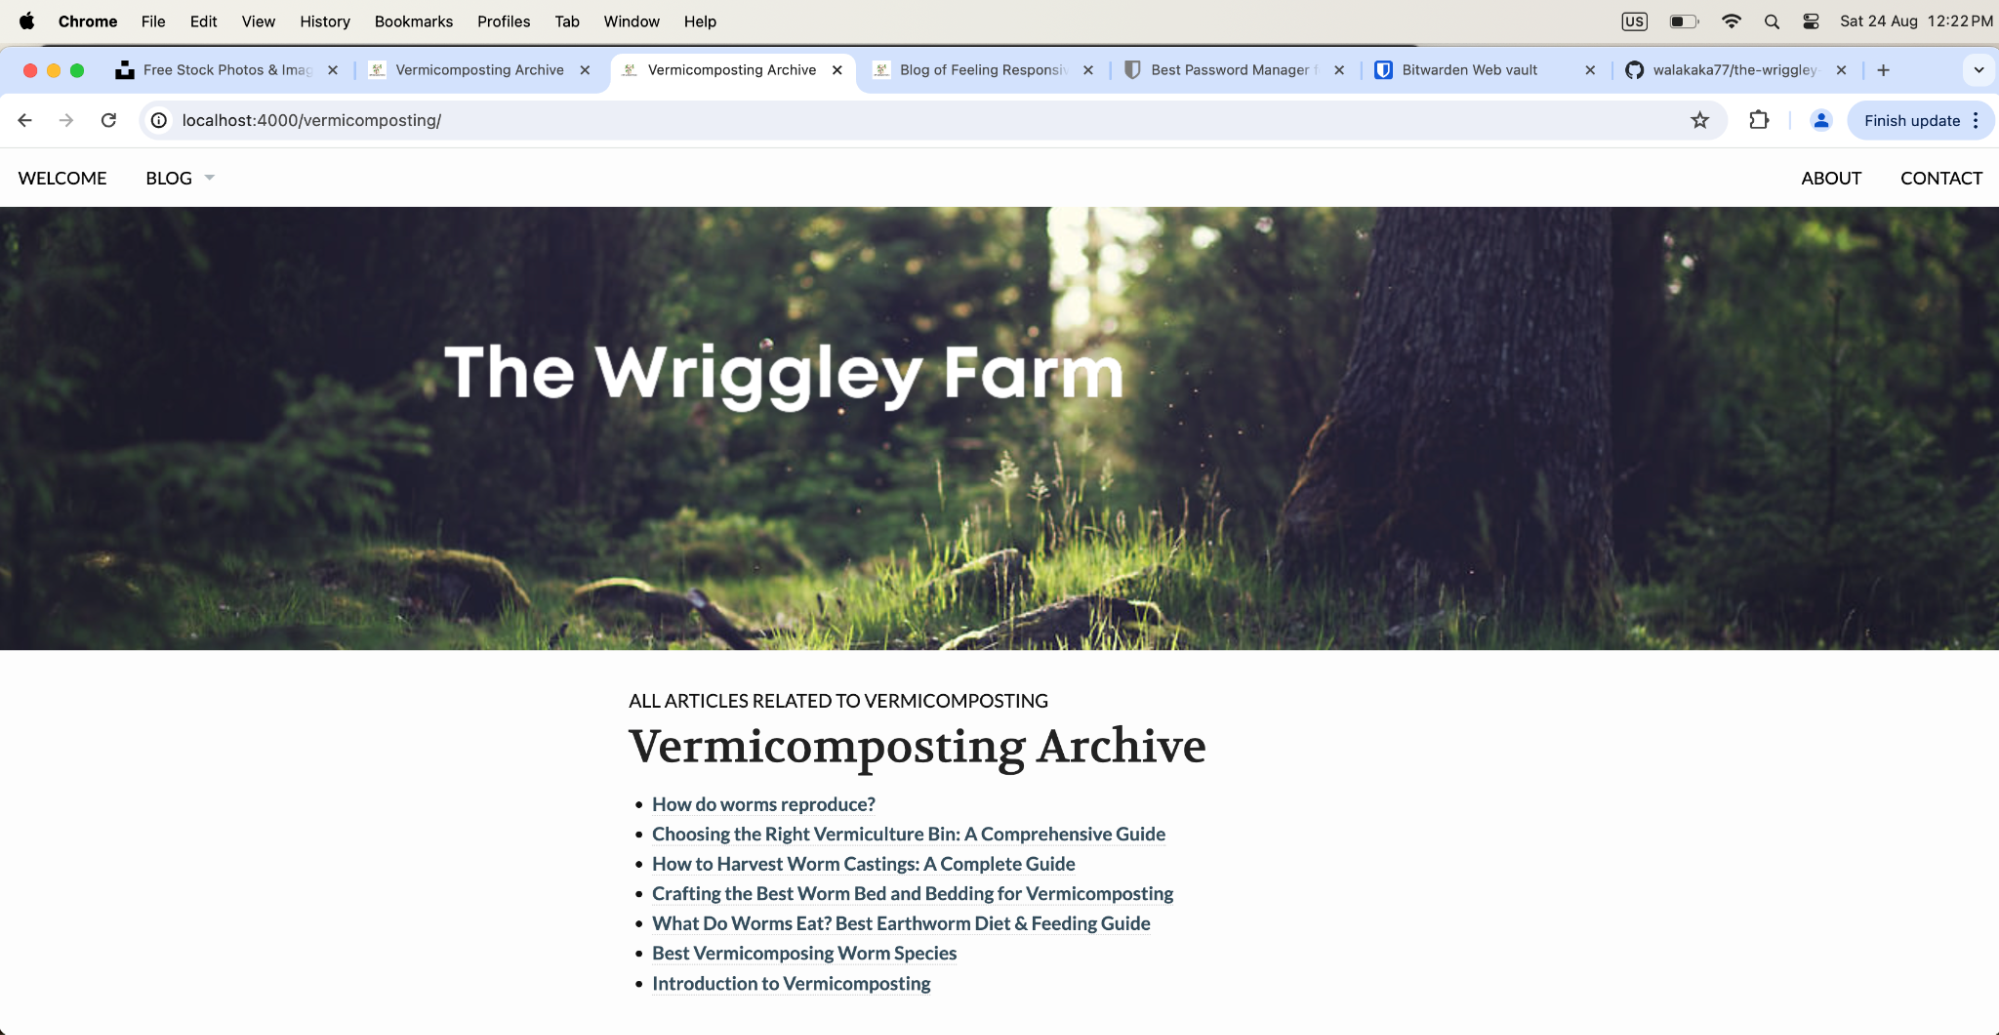 Chrome File Edit View History Bookmarks Profiles Tab Window Help US Sat 24 Aug 12:22 PM
Free Stock Photos & Imag Vermicomposting Archive Vermicomposting Archive Blog of Feeling Responsiv Best Password Manager f Bitwarden Web vault walakaka77/the-wriggley-
localhost:4000/vermicomposting/ Finish update
WELCOME BLOG ABOUT CONTACT
The Wriggley Farm
ALL ARTICLES RELATED TO VERMICOMPOSTING
Vermicomposting Archive
• How do worms reproduce?
• Choosing the Right Vermiculture Bin: A Comprehensive Guide
• How to Harvest Worm Castings: A Complete Guide
• Crafting the Best Worm Bed and Bedding for Vermicomposting
• What Do Worms Eat? Best Earthworm Diet & Feeding Guide
• Best Vermicomposing Worm Species
• Introduction to Vermicomposting